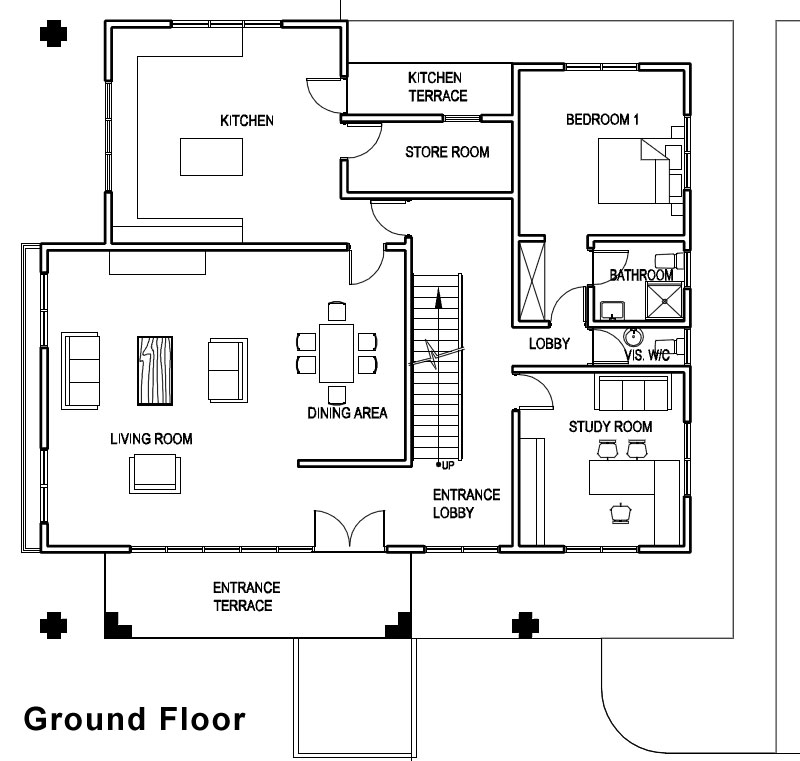 KITCHEN
TERRACE
KITCHEN
BEDROOM 1
STORE ROOM
BATHROOM
LOBBY
VIS. W/C
DINING AREA
LIVING ROOM
STUDY ROOM
UP
ENTRANCE
LOBBY
ENTRANCE
TERRACE
Ground Floor